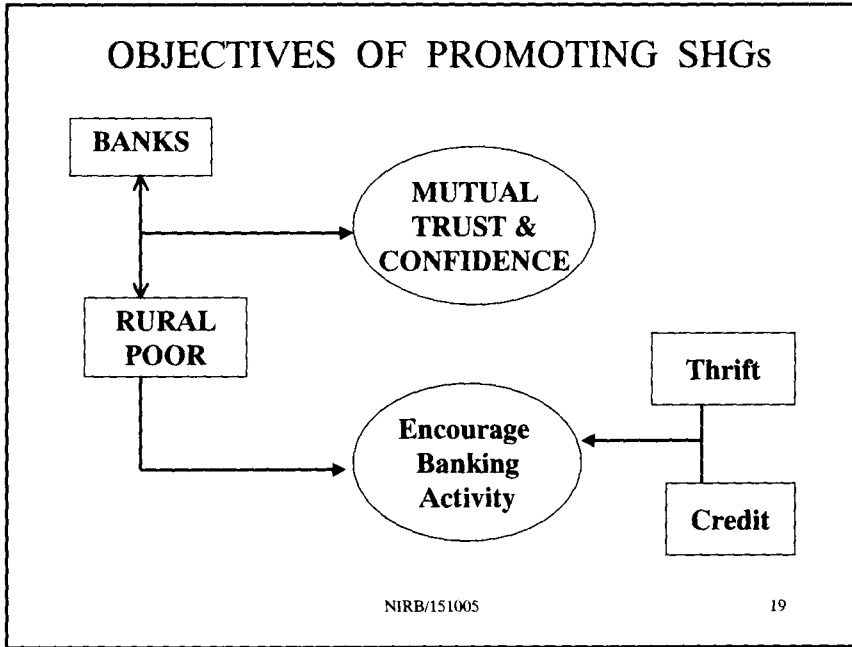 OBJECTIVES OF PROMOTING SHGs
BANKS
MUTUAL
TRUST &
CONFIDENCE
RURAL
POOR
Thrift
Encourage
Banking
Activity
Credit
NIRB/151005
19